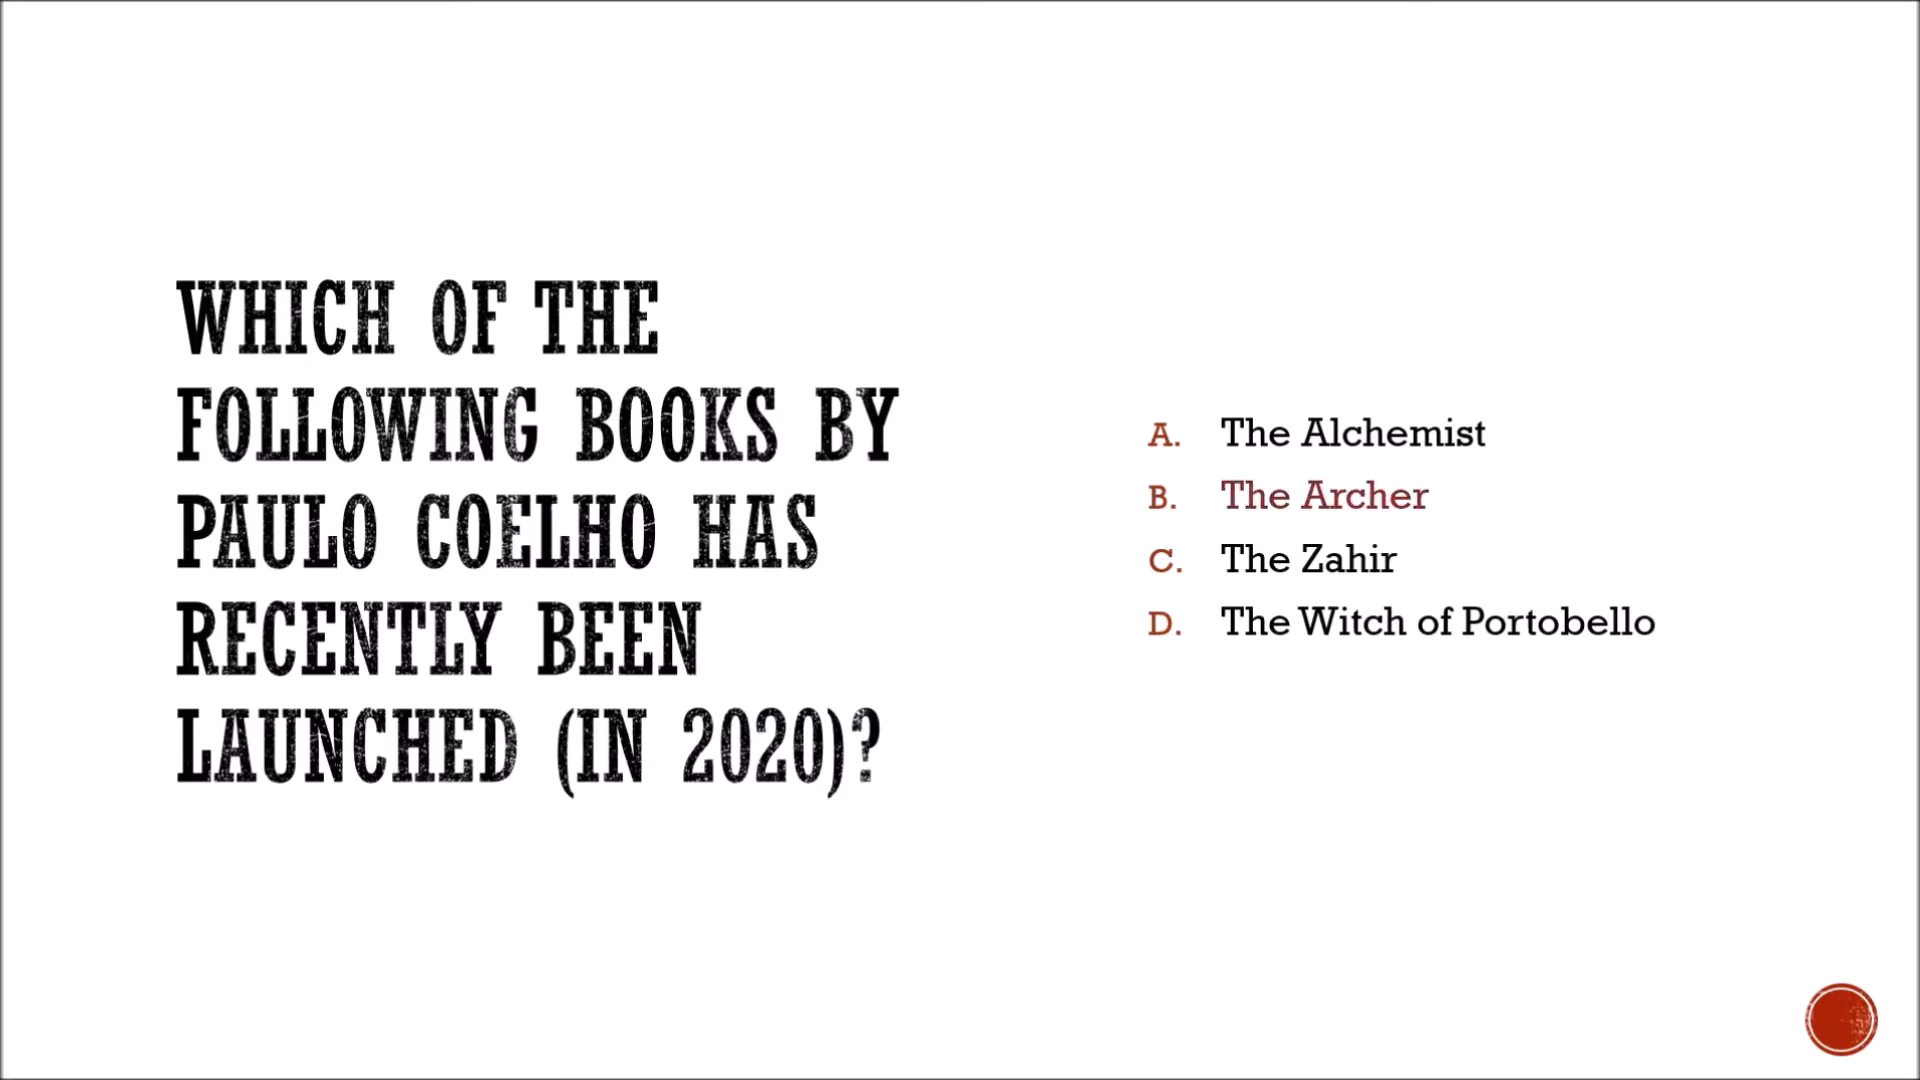 WHICH OF THE
FOLLOWING BOOKS BY
PAULO COELHO HAS
RECENTLY BEEN
LAUNCHED (IN 2020)?
A. The Alchemist
B. The Archer
C. The Zahir
D. The Witch of Portobello